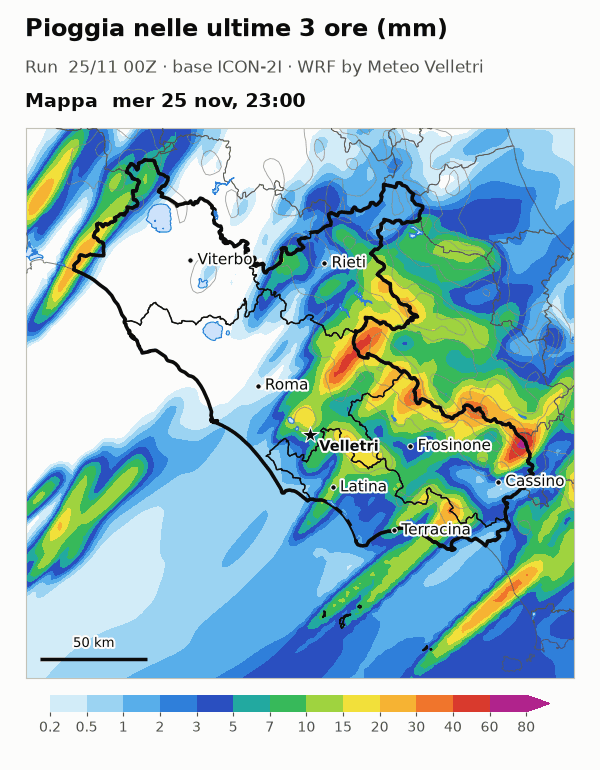 Pioggia nelle ultime 3 ore (mm)
Run  25/11 00Z · base ICON-2I · WRF by Meteo Velletri
Mappa  mer 25 nov, 23:00
Viterbo
Rieti
Roma
Velletri
Frosinone
Cassino
Latina
Terracina
50 km
0.2 0.5 1 2 3 5 7 10 15 20 30 40 60 80